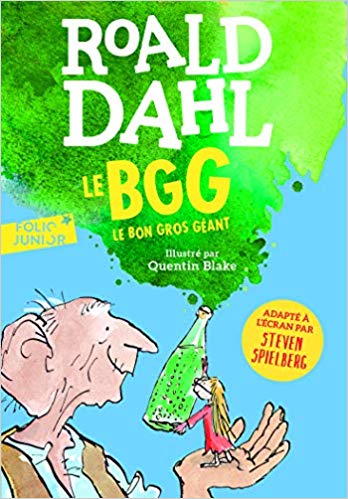 ROALD
DAHL
LE BGG
LE BON GROS GÉANT
Illustré par
Quentin Blake
FOLIO
JUNIOR
ADAPTÉ À
L'ÉCRAN PAR
STEVEN
SPIELBERG